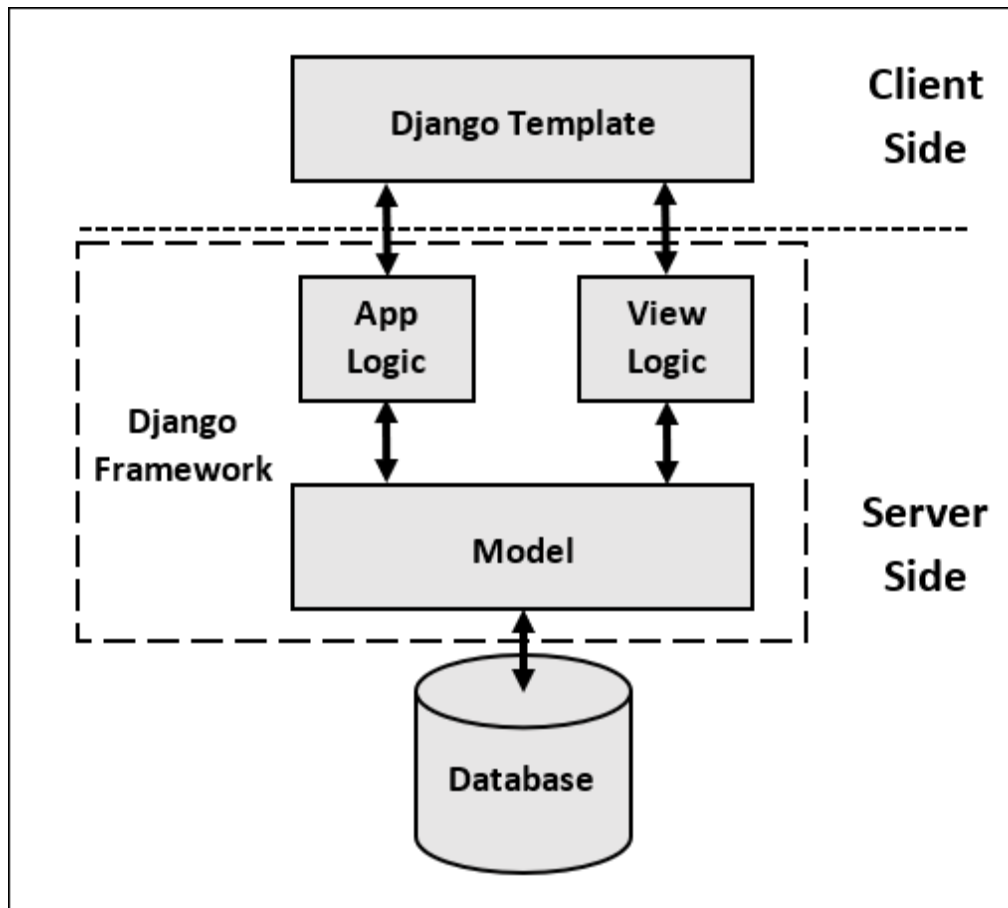 Client
Side
Django Template
App
Logic
View
Logic
Django
Framework
Model
Server
Side
Database